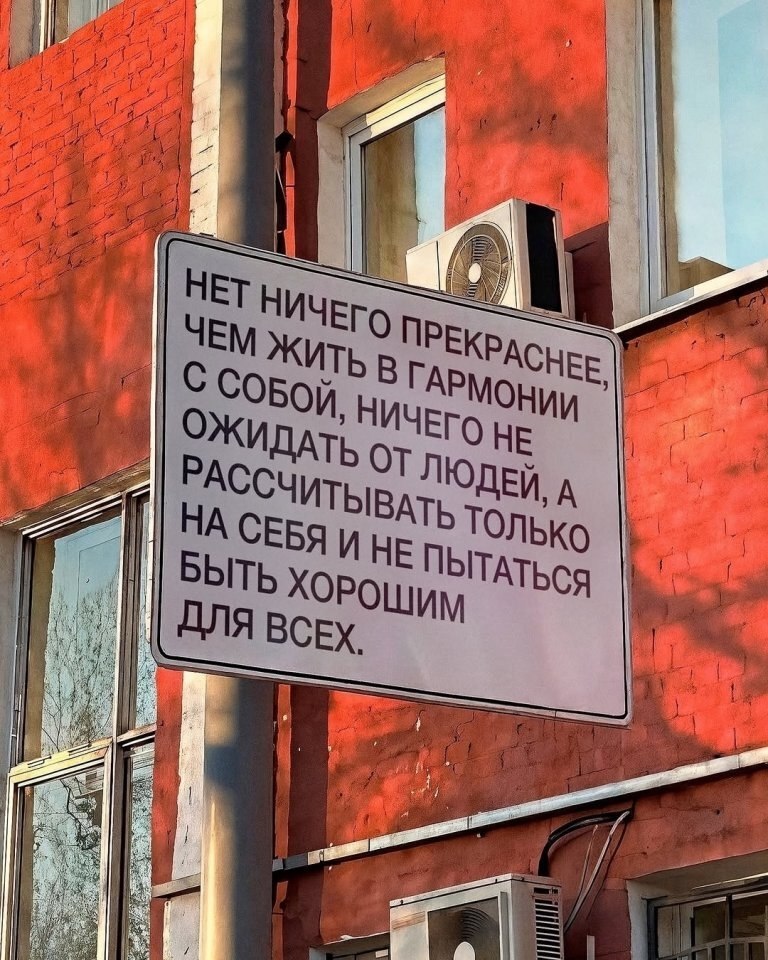 НЕТ НИЧЕГО ПРЕКРАСНЕЕ,
ЧЕМ ЖИТЬ В ГАРМОНИИ
С СОБОЙ, НИЧЕГО НЕ
ОЖИДАТЬ ОТ ЛЮДЕЙ, А
РАССЧИТЫВАТЬ ТОЛЬКО
НА СЕБЯ И НЕ ПЫТАТЬСЯ
БЫТЬ ХОРОШИМ
ДЛЯ ВСЕХ.